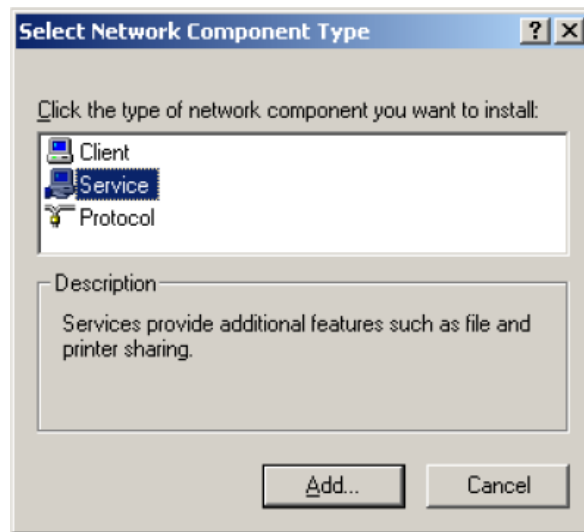 Select Network Component Type
Click the type of network component you want to install:
Client
Service
Protocol
Description
Services provide additional features such as file and
printer sharing.
Add... Cancel